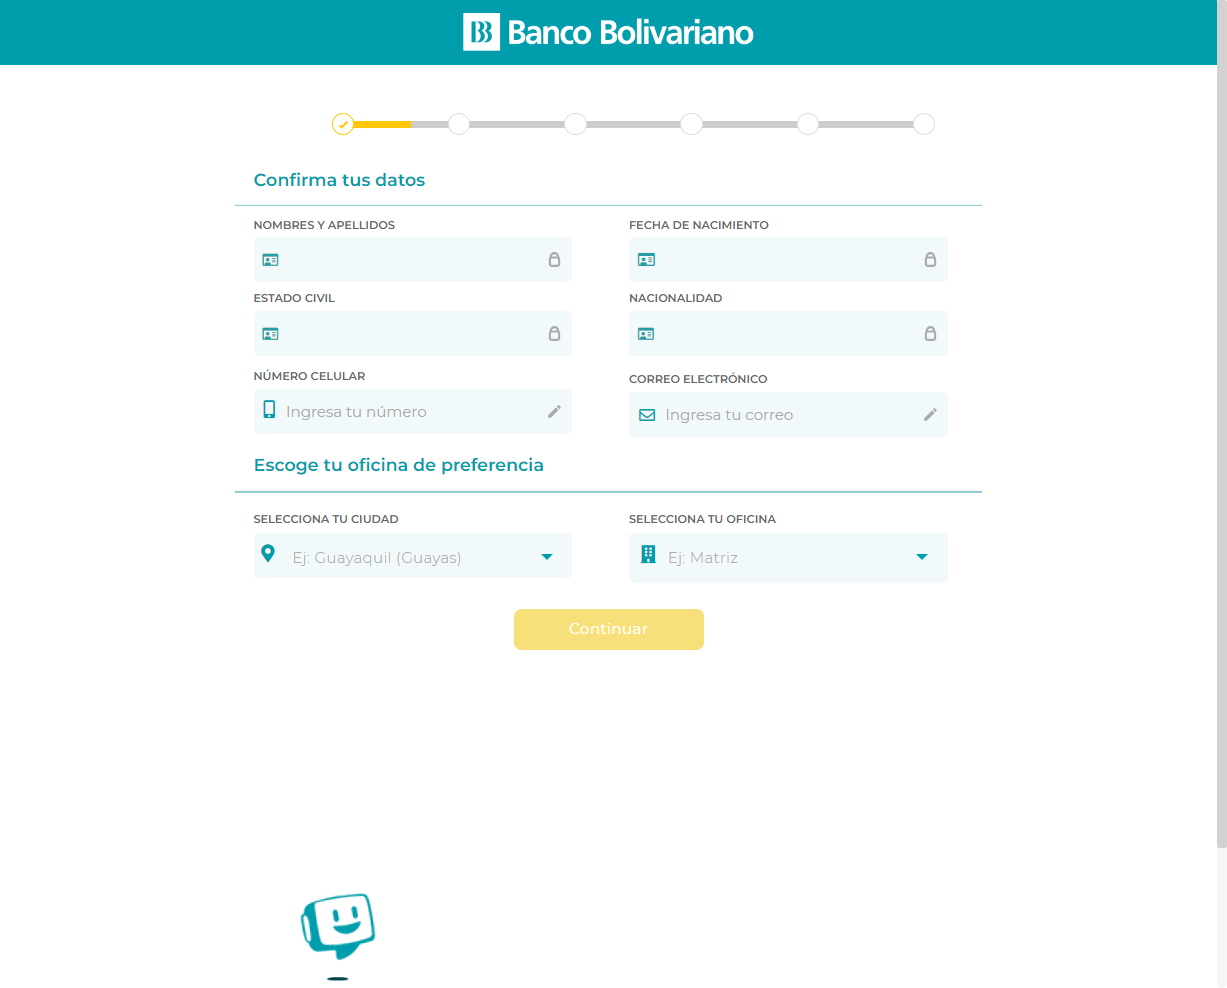 Banco Bolivariano
Confirma tus datos
NOMBRES Y APELLIDOS
FECHA DE NACIMIENTO
ESTADO CIVIL
NACIONALIDAD
NÚMERO CELULAR
CORREO ELECTRÓNICO
Ingresa tu número
Ingresa tu correo
Escoge tu oficina de preferencia
SELECCIONA TU CIUDAD
SELECCIONA TU OFICINA
Ej: Guayaquil (Guayas)
Ej: Matriz
Continuar